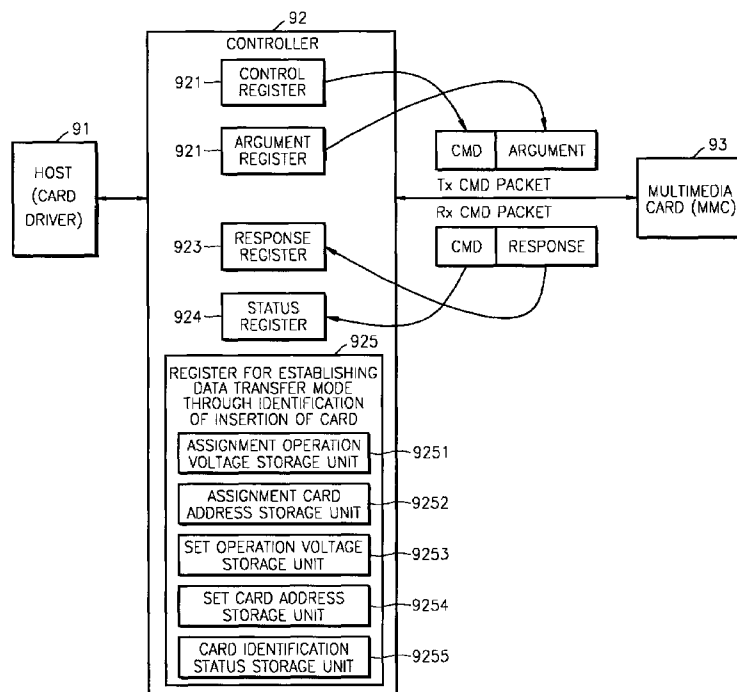 92
CONTROLLER
921
CONTROL
REGISTER
91
HOST
(CARD
DRIVER)
921
ARGUMENT
REGISTER
CMD
ARGUMENT
Tx CMD PACKET
93
MULTIMEDIA
CARD (MMC)
Rx CMD PACKET
CMD
RESPONSE
923
RESPONSE
REGISTER
924
STATUS
REGISTER
925
REGISTER FOR ESTABLISHING
DATA TRANSFER MODE
THROUGH IDENTIFICATION
OF INSERTION OF CARD
ASSIGNMENT OPERATION
VOLTAGE STORAGE UNIT
9251
ASSIGNMENT CARD
ADDRESS STORAGE UNIT
9252
SET OPERATION VOLTAGE
STORAGE UNIT
9253
SET CARD ADDRESS
STORAGE UNIT
9254
CARD IDENTIFICATION
STATUS STORAGE UNIT
9255